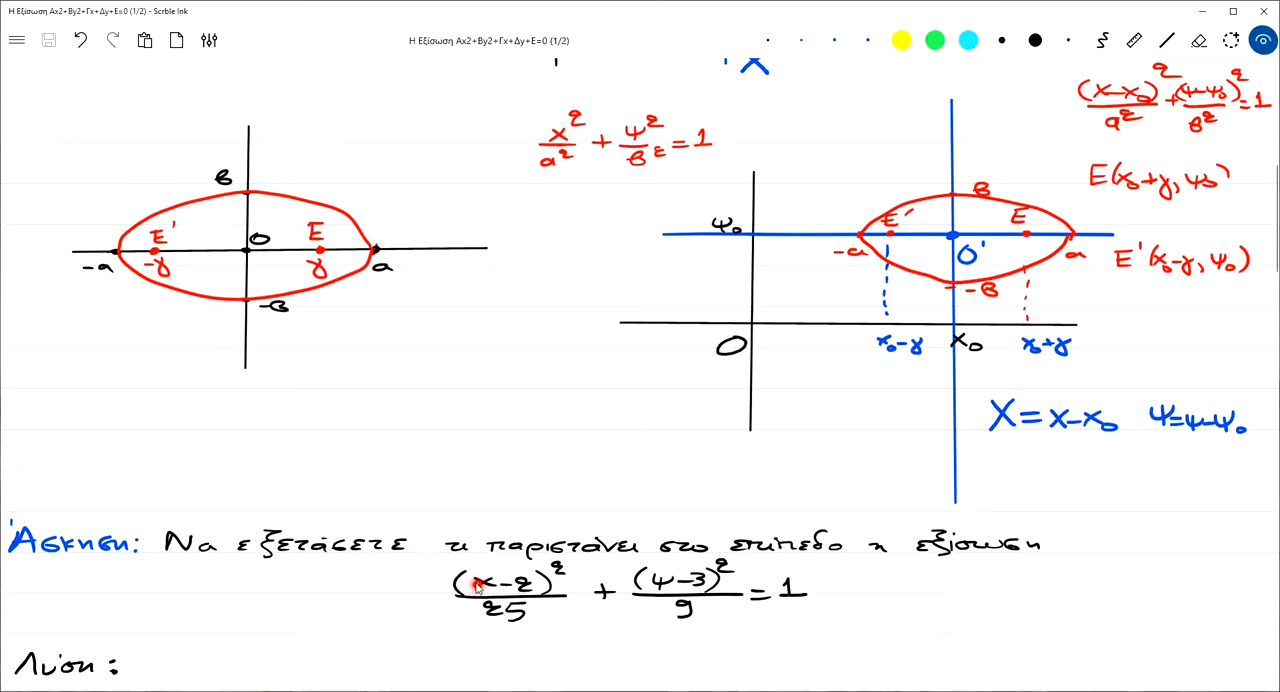 Η Εξίσωση Αx2+Βy2+Γx+Δy+Ε=0 (1/2) - Scrble Ink
Η Εξίσωση Αx2+Βy2+Γx+Δy+Ε=0 (1/2)
X
x²/α² + ψ²/β² = 1
(x-x₀)²/α² + (ψ-ψ₀)²/β² = 1
E(x₀+γ, ψ₀)
E'(x₀-γ, ψ₀)
β
E' O E
-α -γ γ α
-β
ψ₀ β
E' E
-α O' α
-β
O x₀-γ x₀ x₀+γ
X = x-x₀ Ψ=ψ-ψ₀
Άσκηση: Να εξετάσετε τι παριστάνει στο επίπεδο η εξίσωση
(x-2)²/25 + (ψ-3)²/9 = 1
Λύση: